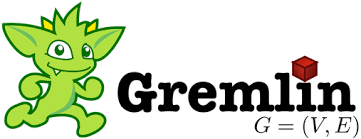 Gremlin
G = (V, E)